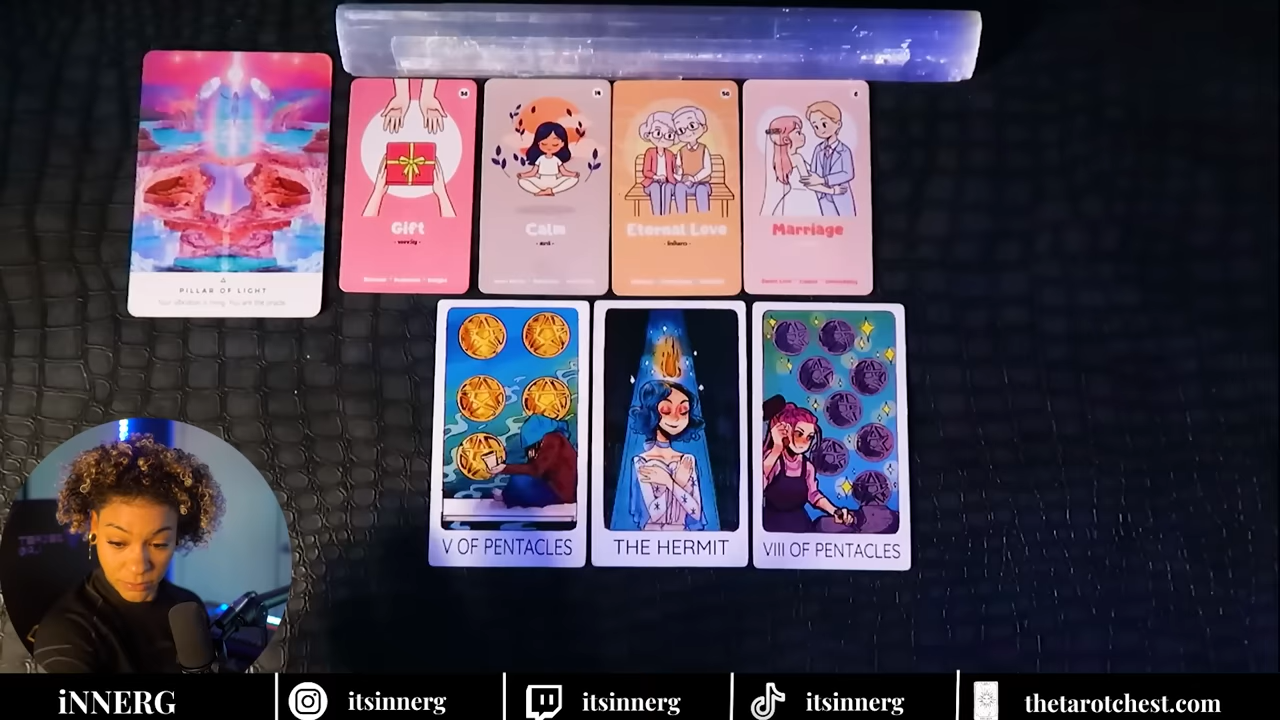 PILLAR OF LIGHT
Gift
Calm
Eternal Love
Marriage
V OF PENTACLES
THE HERMIT
VIII OF PENTACLES
iNNERG
itsinnerg
itsinnerg
itsinnerg
thetarotchest.com